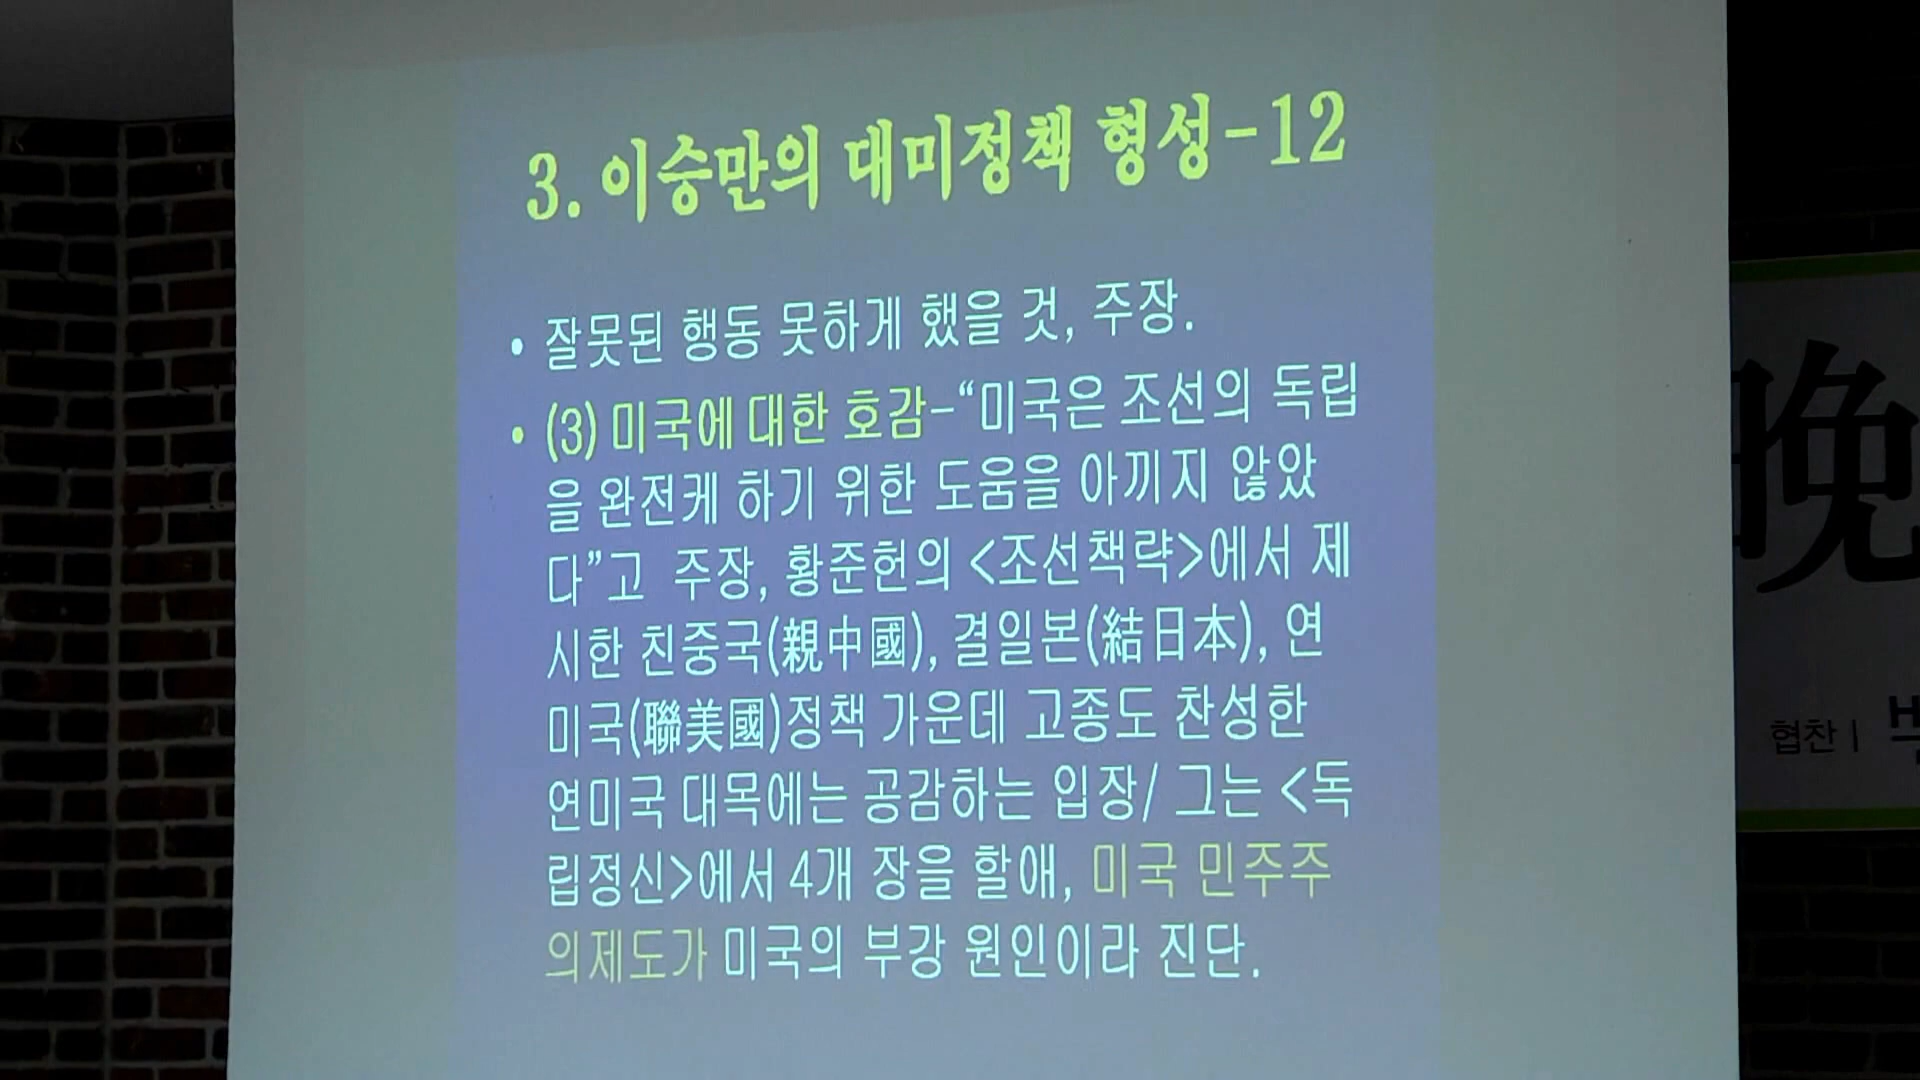 3. 이승만의 대미정책 형성-12
• 잘못된 행동 못하게 했을 것, 주장.
• (3) 미국에 대한 호감-“미국은 조선의 독립
을 완전케 하기 위한 도움을 아끼지 않았
다”고 주장, 황준헌의 <조선책략>에서 제
시한 친중국(親中國), 결일본(結日本), 연
미국(聯美國)정책 가운데 고종도 찬성한
연미국 대목에는 공감하는 입장/ 그는 <독
립정신>에서 4개 장을 할애, 미국 민주주
의제도가 미국의 부강 원인이라 진단.
晩
협찬 |